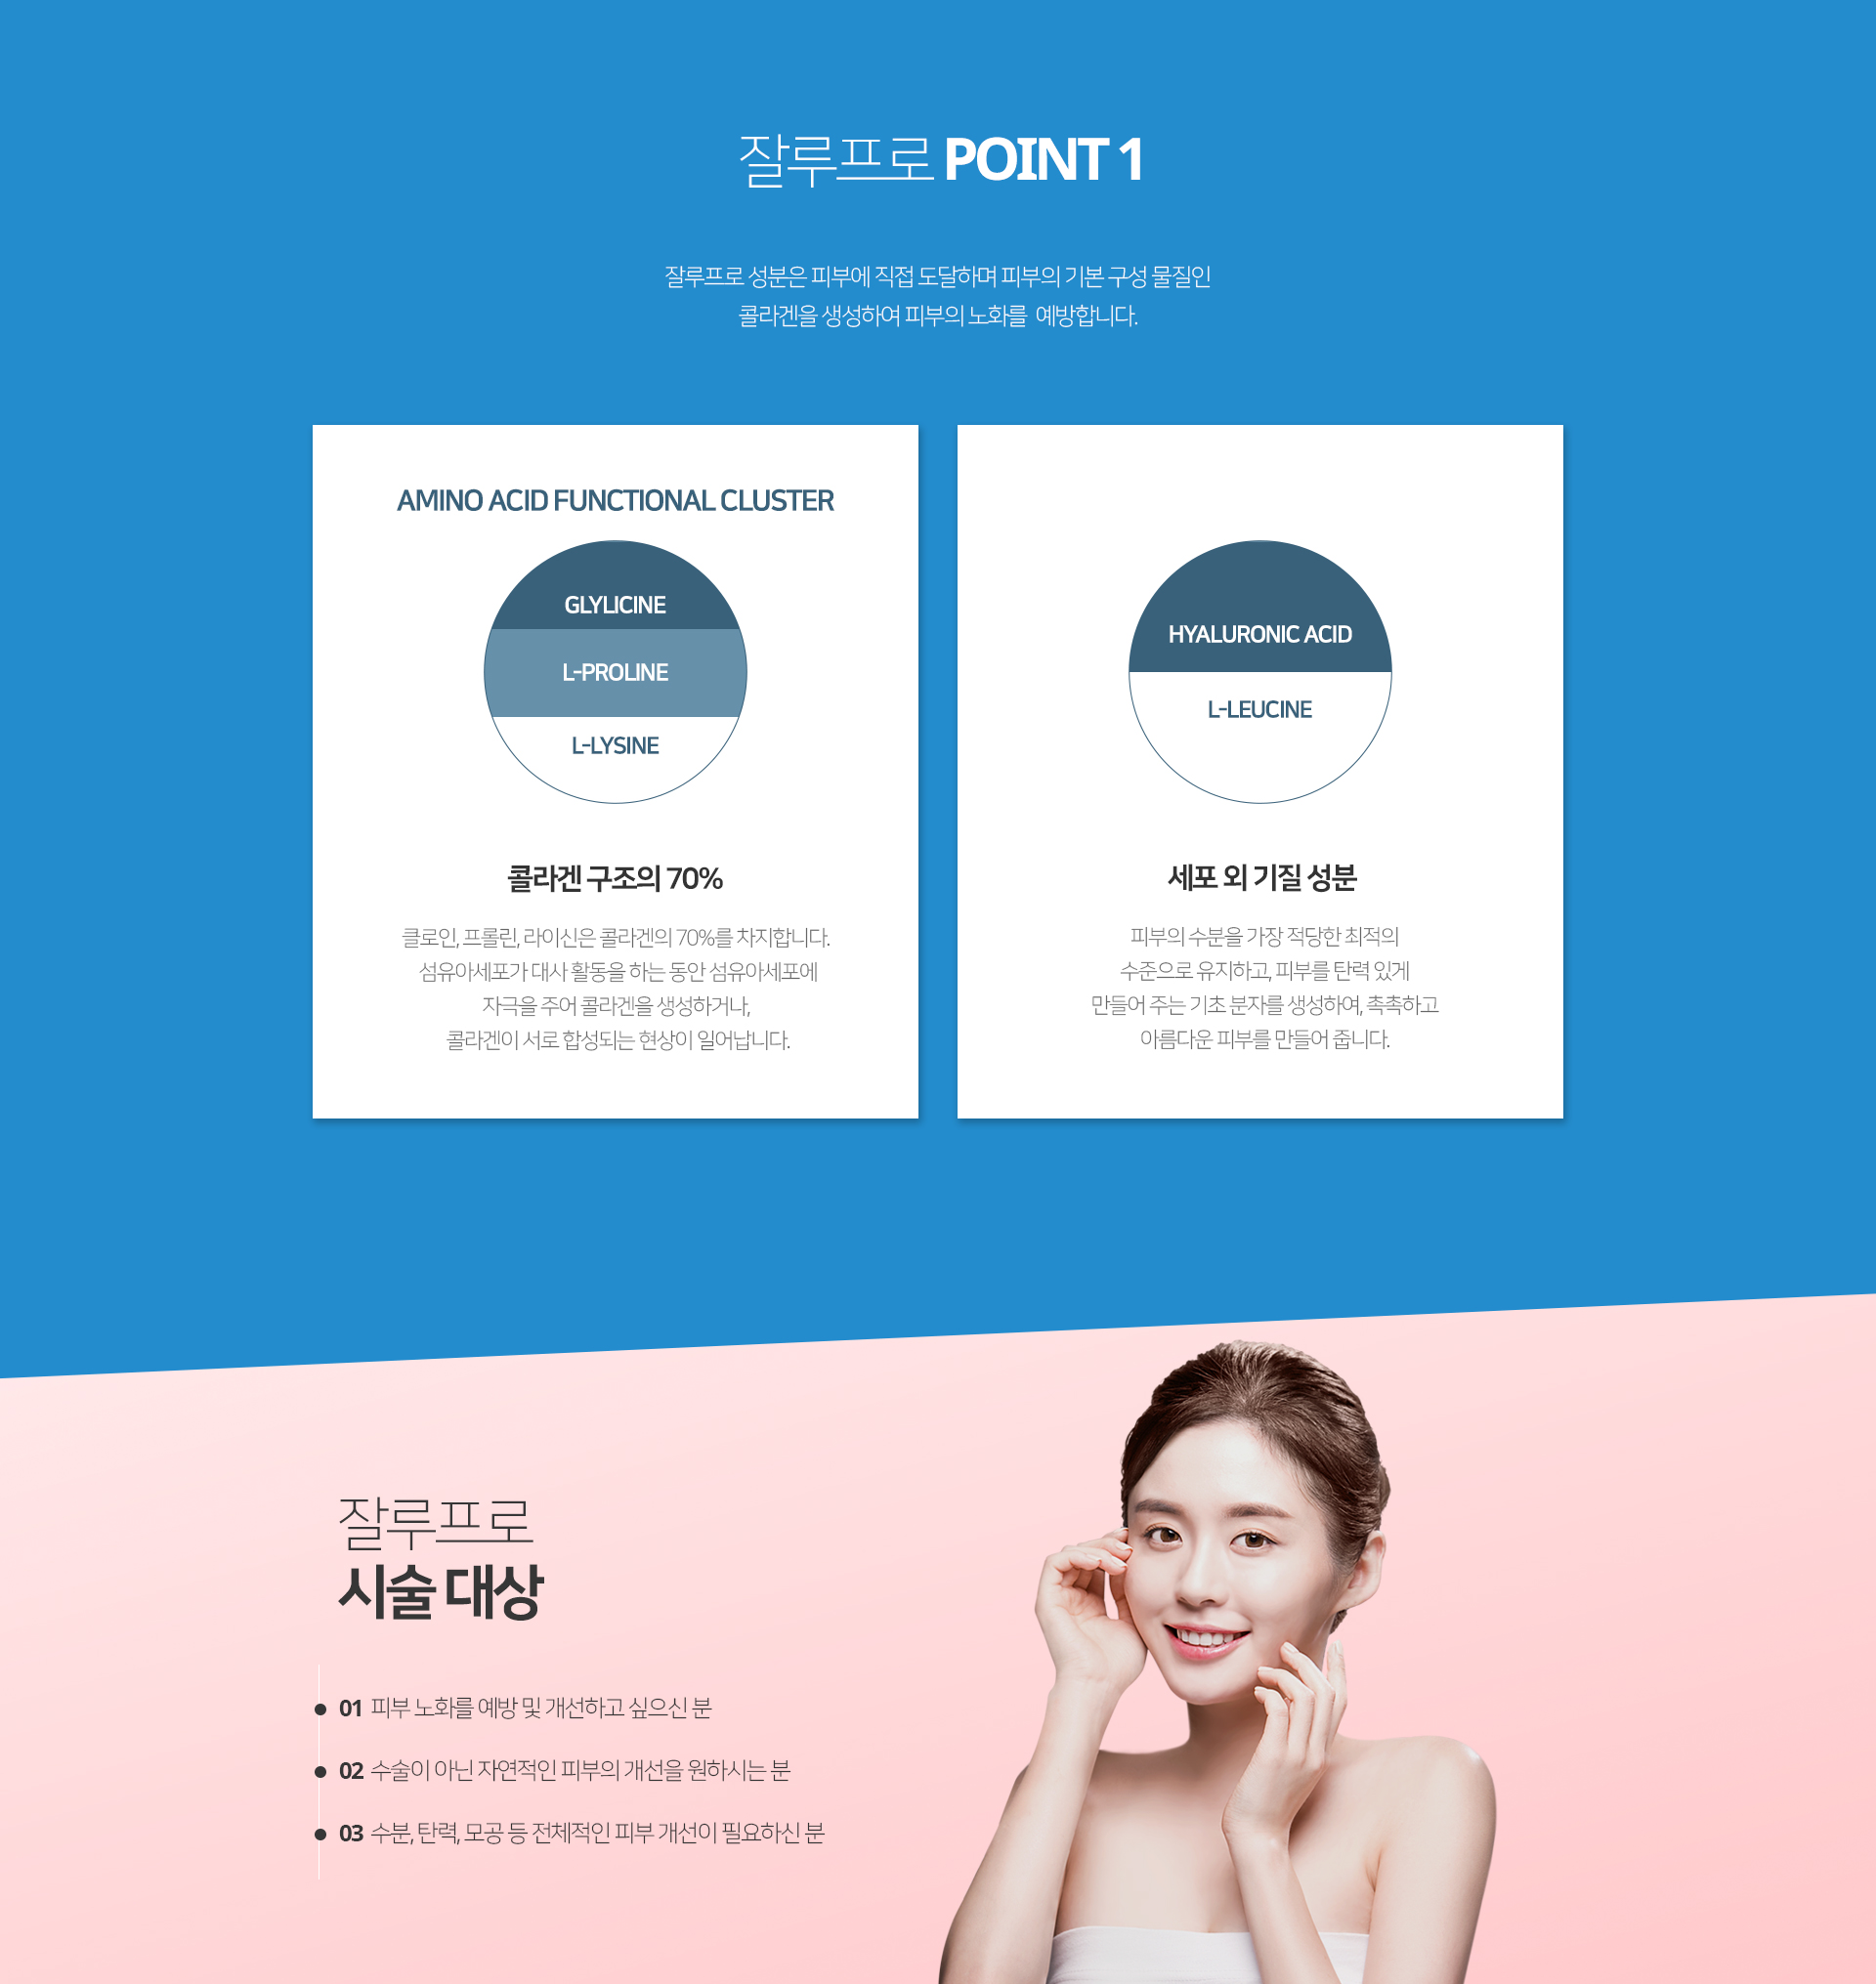 잘루프로 POINT 1
잘루프로 성분은 피부에 직접 도달하며 피부의 기본 구성 물질인
콜라겐을 생성하여 피부의 노화를 예방합니다.
AMINO ACID FUNCTIONAL CLUSTER
GLYLICINE
L-PROLINE
L-LYSINE
콜라겐 구조의 70%
클로인, 프롤린, 라이신은 콜라겐의 70%를 차지합니다.
섬유아세포가 대사 활동을 하는 동안 섬유아세포에
자극을 주어 콜라겐을 생성하거나,
콜라겐이 서로 합성되는 현상이 일어납니다.
HYALURONIC ACID
L-LEUCINE
세포 외 기질 성분
피부의 수분을 가장 적당한 최적의
수준으로 유지하고, 피부를 탄력 있게
만들어 주는 기초 분자를 생성하여, 촉촉하고
아름다운 피부를 만들어 줍니다.
잘루프로
시술 대상
01 피부 노화를 예방 및 개선하고 싶으신 분
02 수술이 아닌 자연적인 피부의 개선을 원하시는 분
03 수분, 탄력, 모공 등 전체적인 피부 개선이 필요하신 분